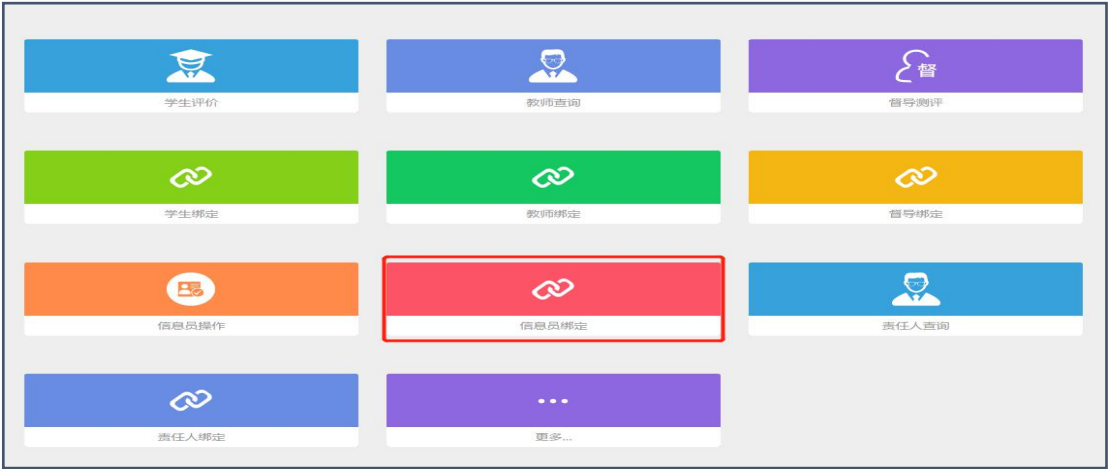 督
学生评价
教师查询
督导测评
学生绑定
教师绑定
督导绑定
信息员操作
信息员绑定
责任人查询
责任人绑定
更多...